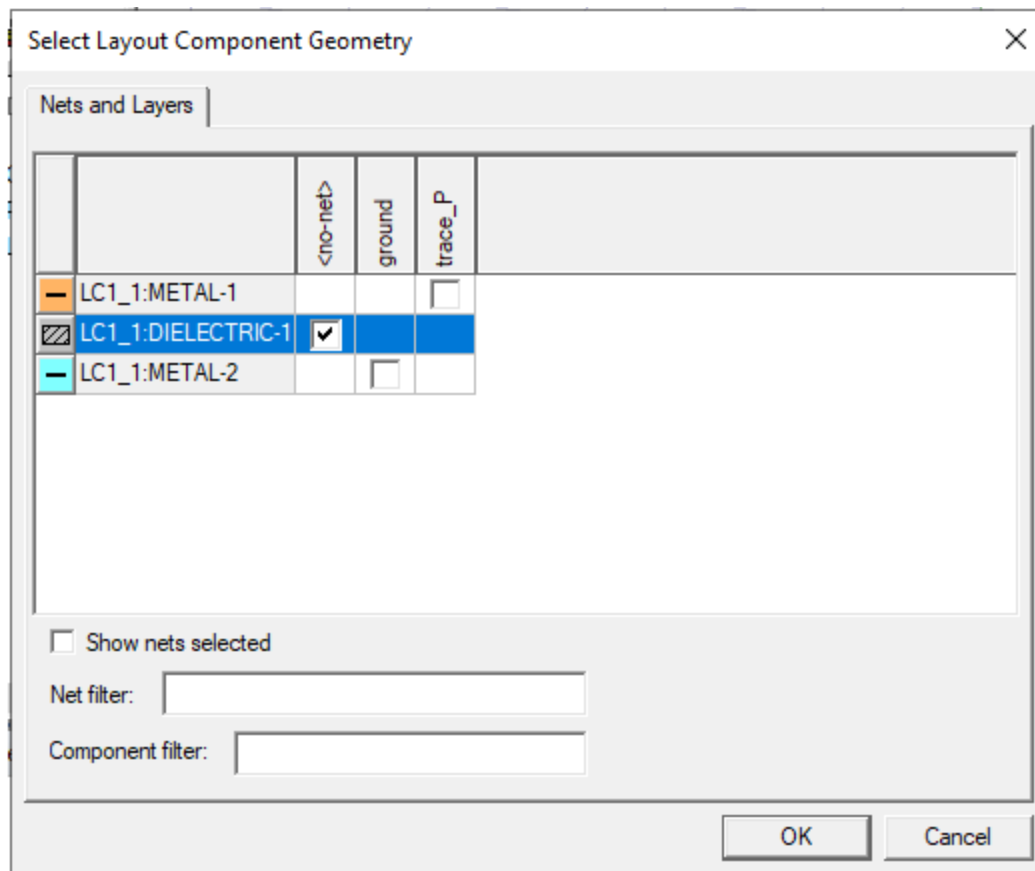 Select Layout Component Geometry
Nets and Layers
<no-net>
ground
trace_P
LC1_1:METAL-1
LC1_1:DIELECTRIC-1
LC1_1:METAL-2
Show nets selected
Net filter:
Component filter:
OK
Cancel